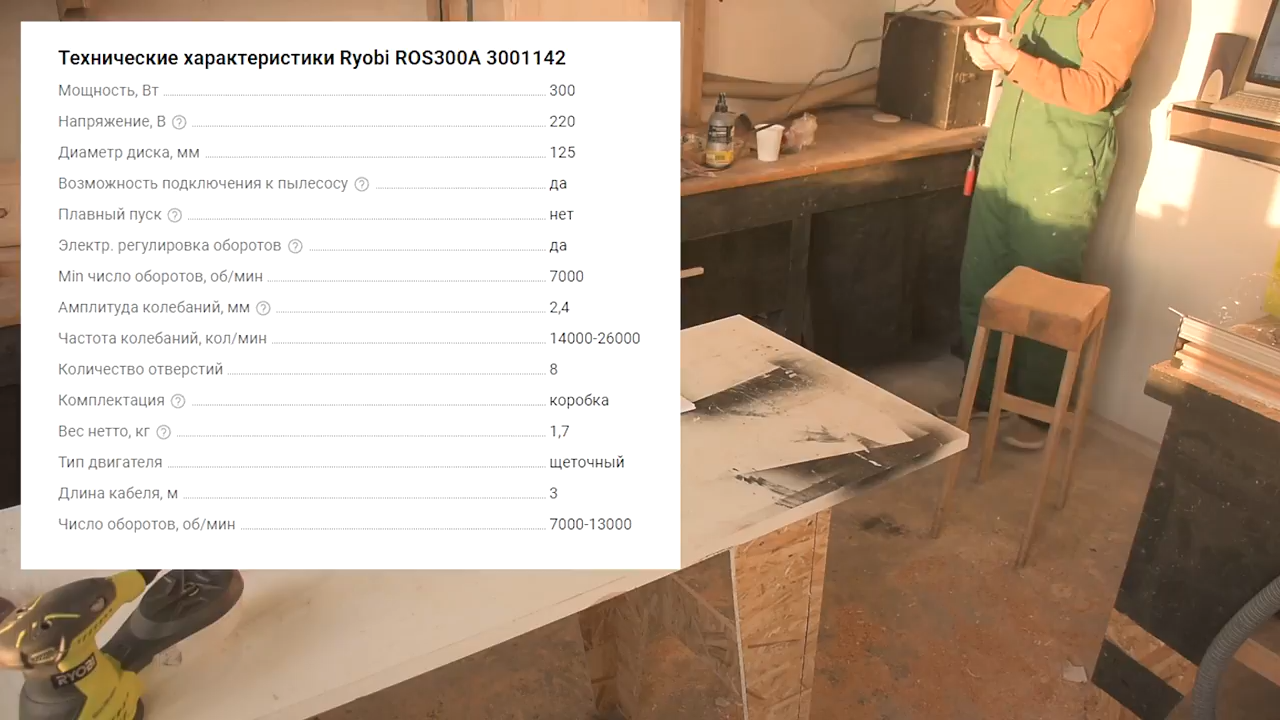 Технические характеристики Ryobi ROS300A 3001142
Мощность, Вт 300
Напряжение, В 220
Диаметр диска, мм 125
Возможность подключения к пылесосу да
Плавный пуск нет
Электр. регулировка оборотов да
Min число оборотов, об/мин 7000
Амплитуда колебаний, мм 2,4
Частота колебаний, кол/мин 14000-26000
Количество отверстий 8
Комплектация коробка
Вес нетто, кг 1,7
Тип двигателя щеточный
Длина кабеля, м 3
Число оборотов, об/мин 7000-13000
RYOBI